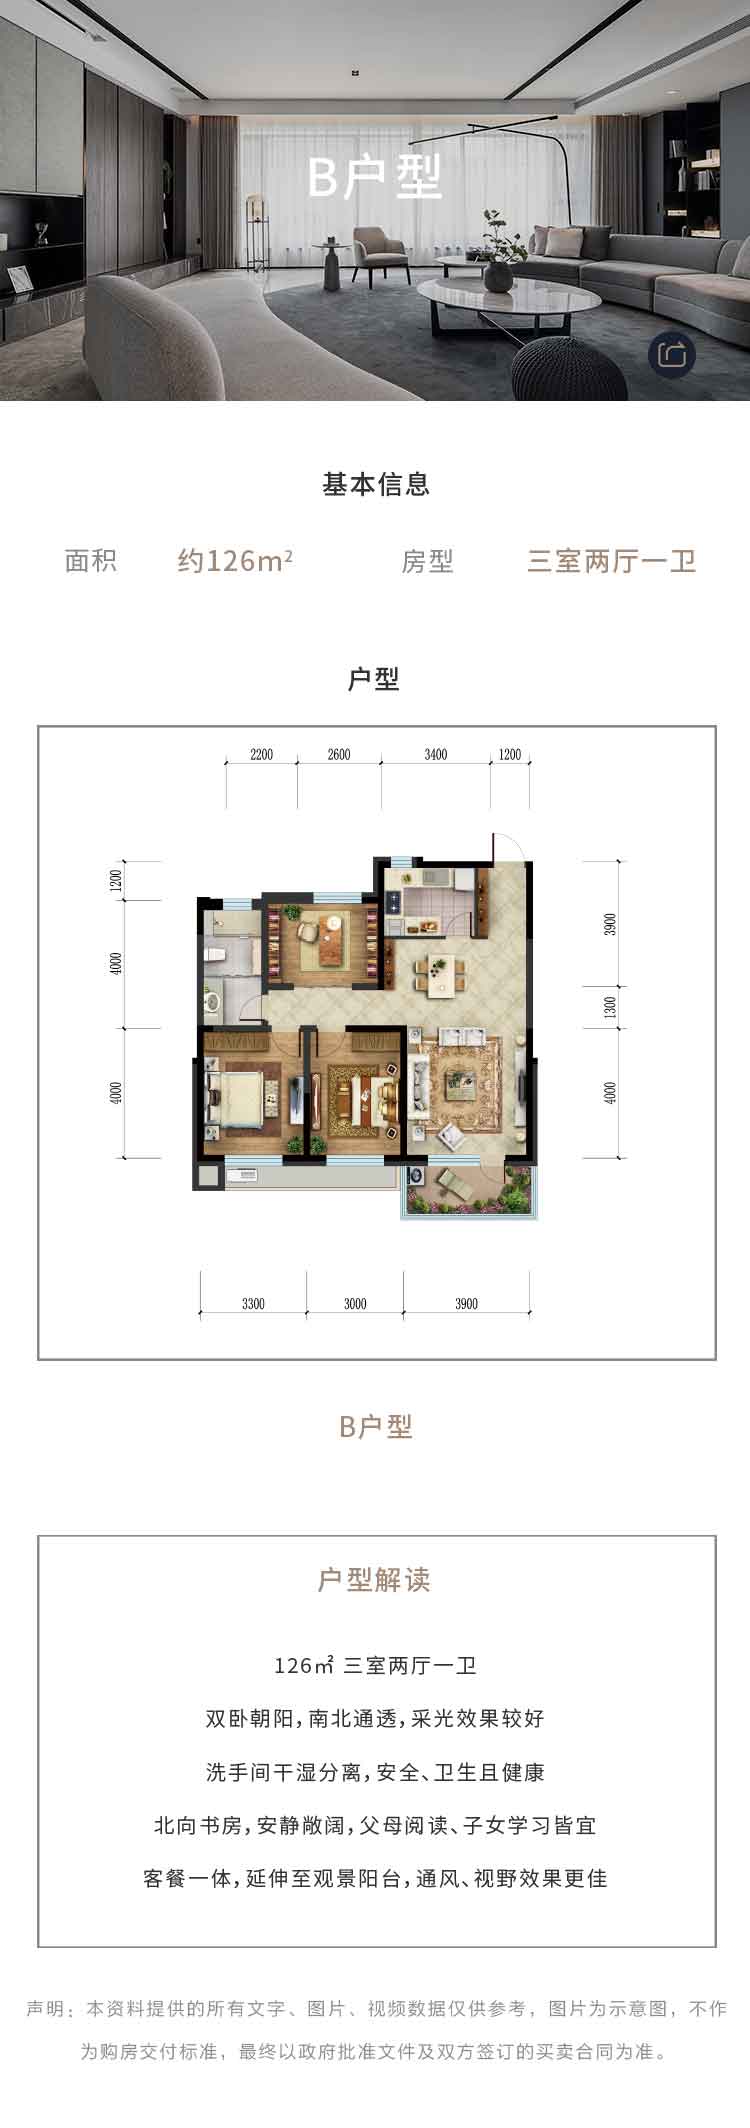 B户型
基本信息
面积 约126m² 房型 三室两厅一卫
户型
2200 2600 3400 1200
1200
4000
4000
3900
1300
4000
3300 3000 3900
B户型
户型解读
126㎡ 三室两厅一卫
双卧朝阳,南北通透,采光效果较好
洗手间干湿分离,安全、卫生且健康
北向书房,安静敞阔,父母阅读、子女学习皆宜
客餐一体,延伸至观景阳台,通风、视野效果更佳
声明：本资料提供的所有文字、图片、视频数据仅供参考，图片为示意图，不作
为购房交付标准，最终以政府批准文件及双方签订的买卖合同为准。